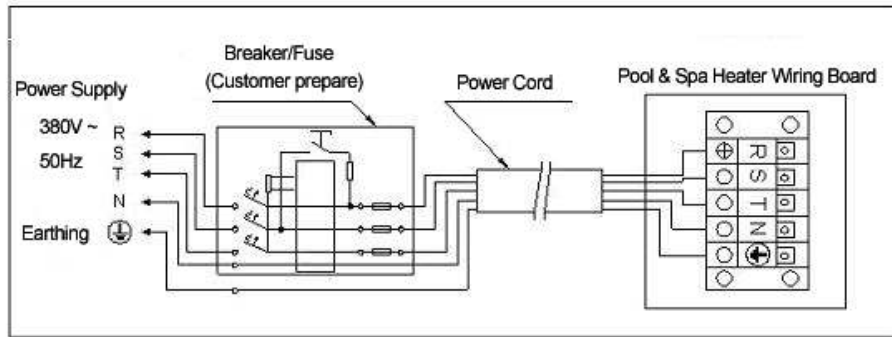 Breaker/Fuse
(Customer prepare)
Power Cord
Pool & Spa Heater Wiring Board
Power Supply
380V ~
50Hz
R
S
T
N
Earthing
R
S
T
N